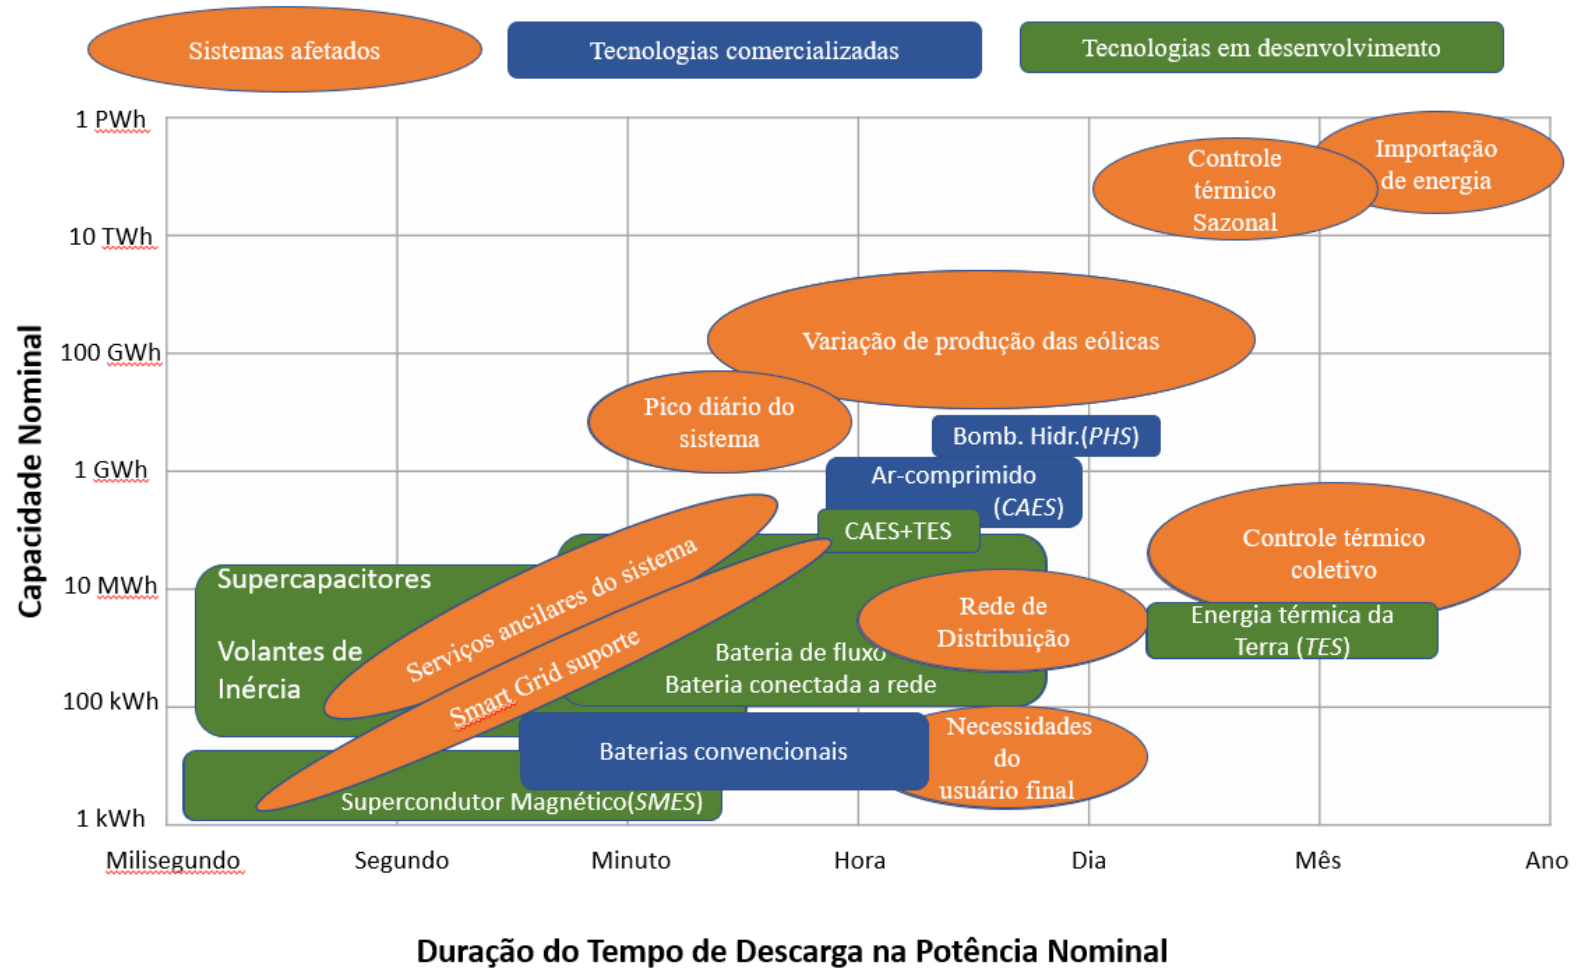 Sistemas afetados
Tecnologias comercializadas
Tecnologias em desenvolvimento
Capacidade Nominal
1 PWh
10 TWh
100 GWh
1 GWh
10 MWh
100 kWh
1 kWh
Importação
de energia
Controle
térmico
Sazonal
Variação de produção das eólicas
Pico diário do
sistema
Bomb. Hidr.(PHS)
Ar-comprimido
(CAES)
CAES+TES
Controle térmico
coletivo
Energia térmica da
Terra (TES)
Supercapacitores
Volantes de
Inércia
Serviços ancilares do sistema
Smart Grid suporte
Rede de
Distribuição
Bateria de fluxo
Bateria conectada a rede
Baterias convencionais
Necessidades
do
usuário final
Supercondutor Magnético(SMES)
Milisegundo
Segundo
Minuto
Hora
Dia
Mês
Ano
Duração do Tempo de Descarga na Potência Nominal